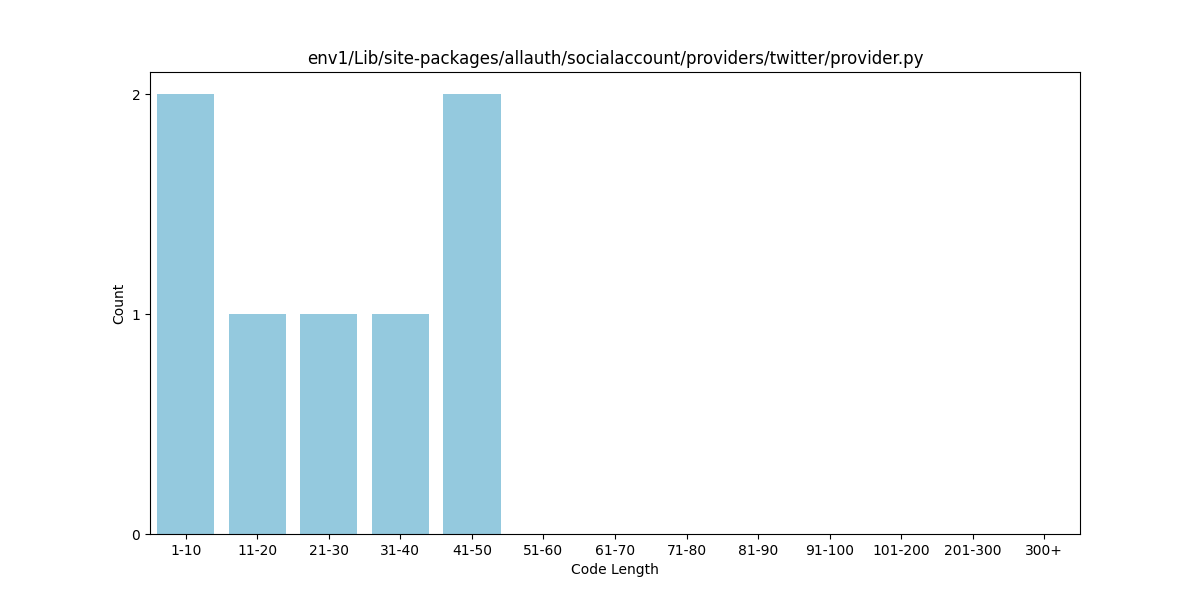 env1/Lib/site-packages/allauth/socialaccount/providers/twitter/provider.py
2
1
0
Count
1-10 11-20 21-30 31-40 41-50 51-60 61-70 71-80 81-90 91-100 101-200 201-300 300+
Code Length